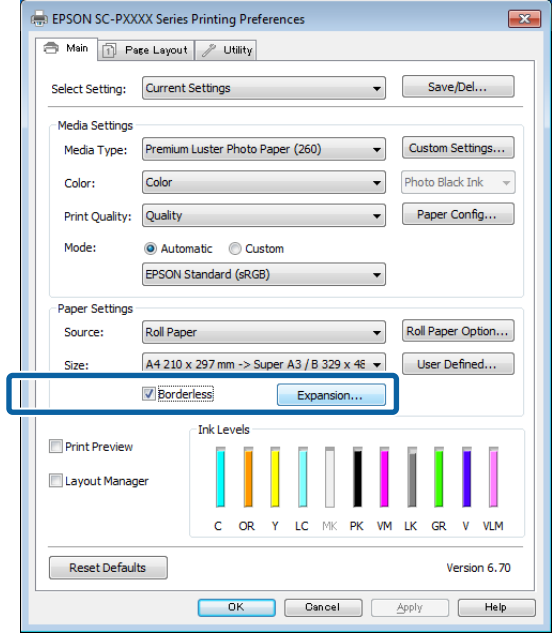 EPSON SC-PXXXX Series Printing Preferences
Main Page Layout Utility
Select Setting: Current Settings Save/Del...
Media Settings
Media Type: Premium Luster Photo Paper (260) Custom Settings...
Color: Color Photo Black Ink
Print Quality: Quality Paper Config...
Mode: Automatic Custom
EPSON Standard (sRGB)
Paper Settings
Source: Roll Paper Roll Paper Option...
Size: A4 210 x 297 mm -> Super A3 / B 329 x 48 User Defined...
Borderless Expansion...
Print Preview
Layout Manager
Ink Levels
C OR Y LC MK PK VM LK GR V VLM
Reset Defaults Version 6.70
OK Cancel Apply Help